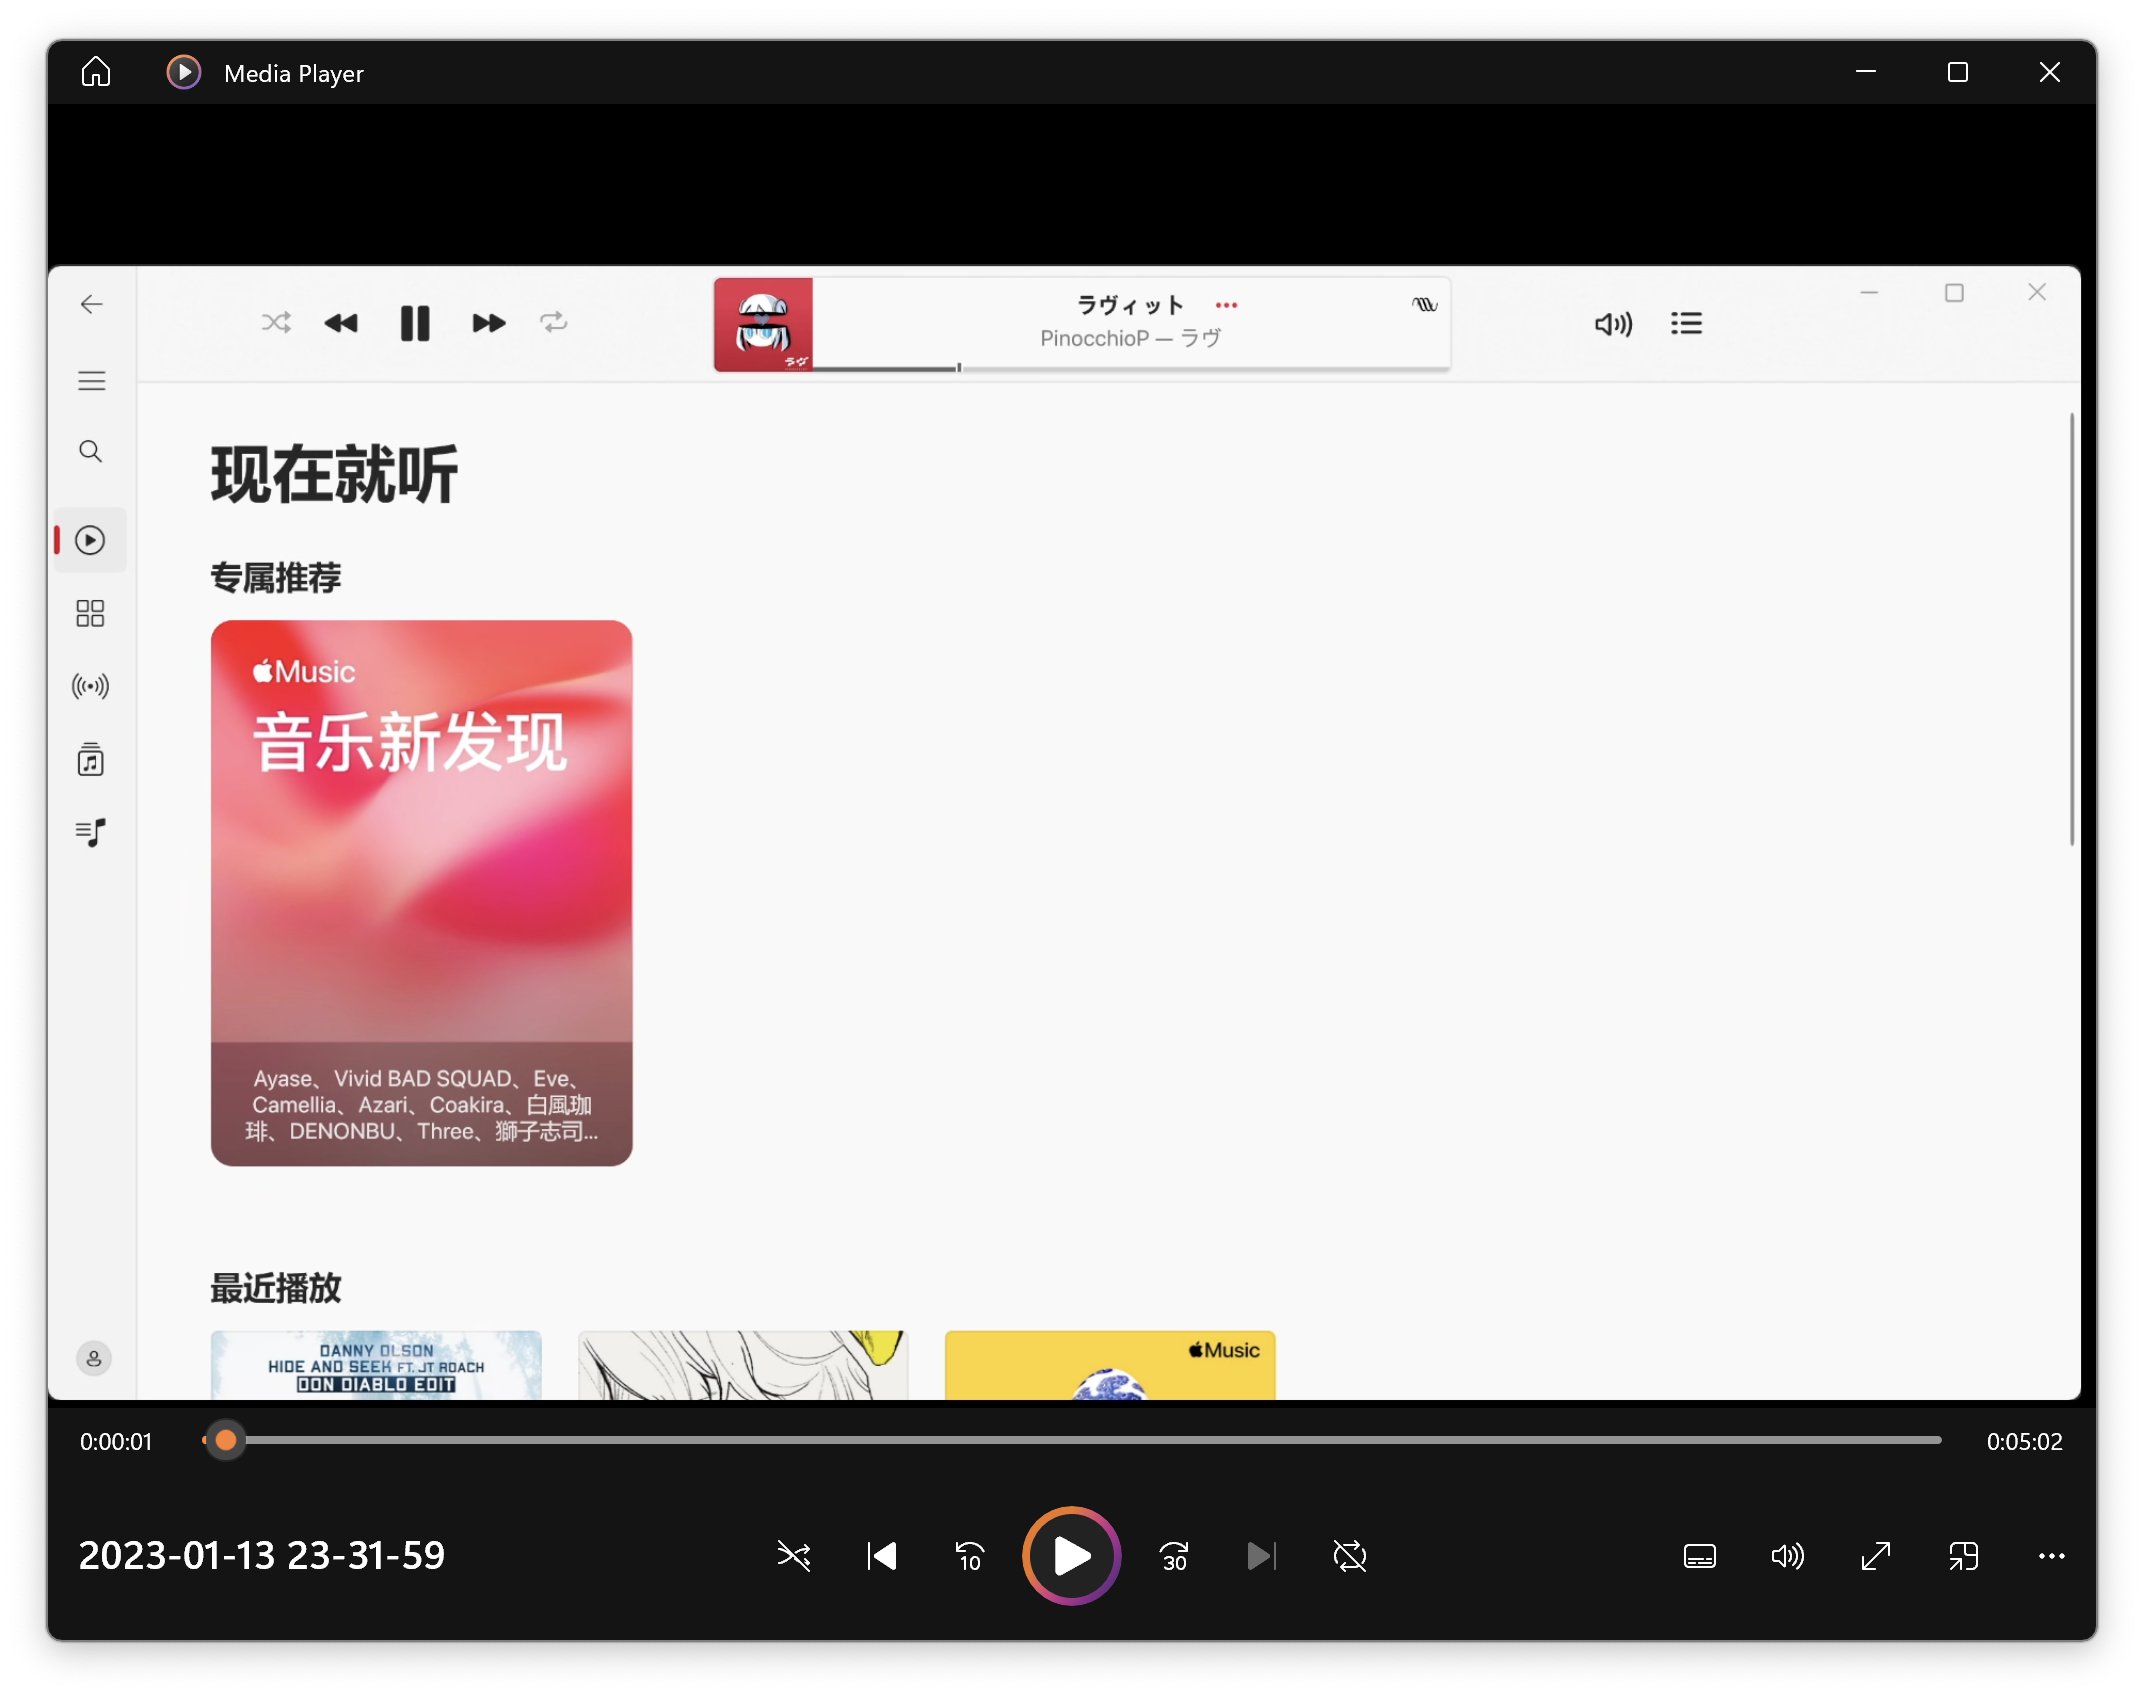 Media Player
ラヴィット
PinocchioP — ラヴ
ラヴ
现在就听
专属推荐
Music
音乐新发现
Ayase、Vivid BAD SQUAD、Eve、
Camellia、Azari、Coakira、白風珈
琲、DENONBU、Three、獅子志司...
最近播放
DANNY OLSON
HIDE AND SEEK FT. JT ROACH
DON DIABLO EDIT
Music
0:00:01
0:05:02
2023-01-13 23-31-59
10
30